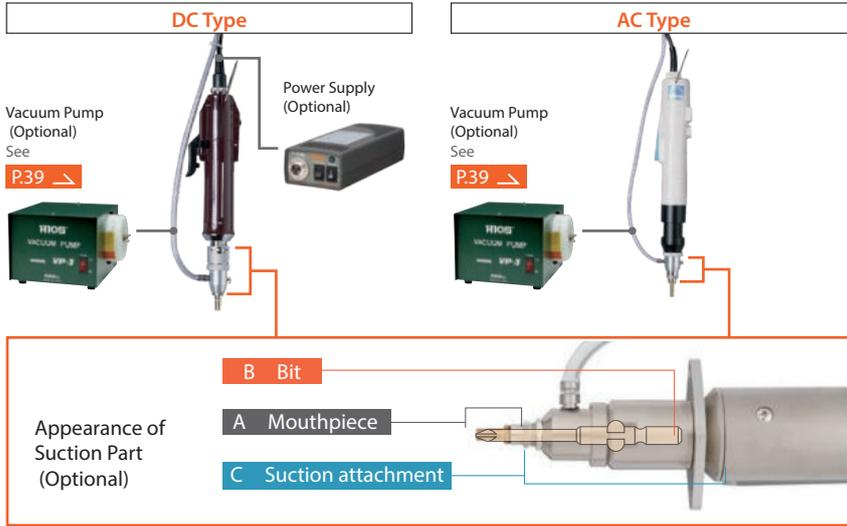 DC Type
AC Type
Power Supply
(Optional)
Vacuum Pump
(Optional)
See
P.39
HIOS
VACUUM PUMP
VP-3
Vacuum Pump
(Optional)
See
P.39
HIOS
VACUUM PUMP
VP-3
B Bit
A Mouthpiece
C Suction attachment
Appearance of
Suction Part
(Optional)